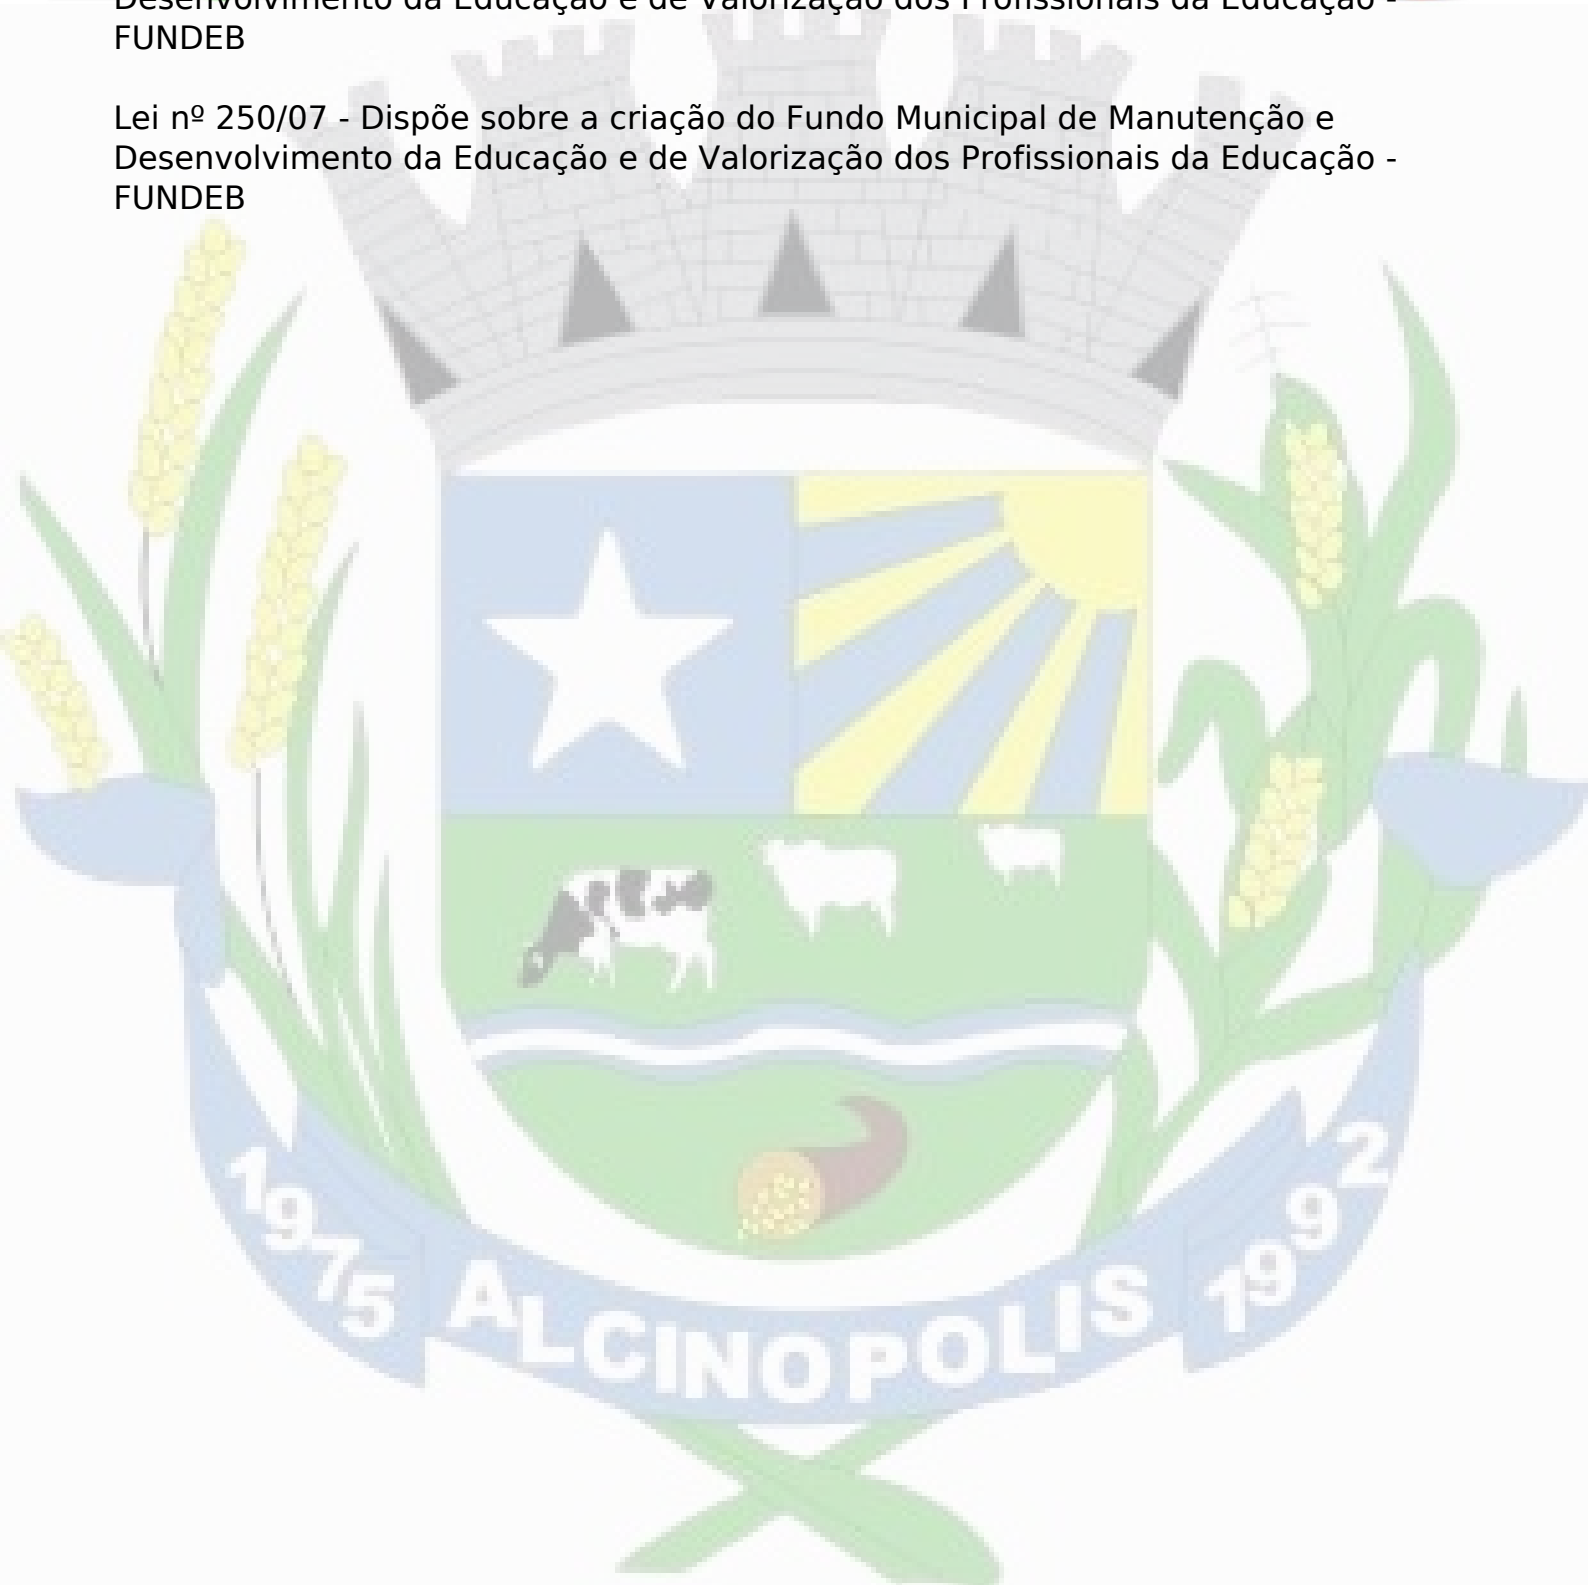 Desenvolvimento da Educação e de Valorização dos Profissionais da Educação -
FUNDEB
Lei nº 250/07 - Dispõe sobre a criação do Fundo Municipal de Manutenção e
Desenvolvimento da Educação e de Valorização dos Profissionais da Educação -
FUNDEB
1975 ALCINOPOLIS 1992